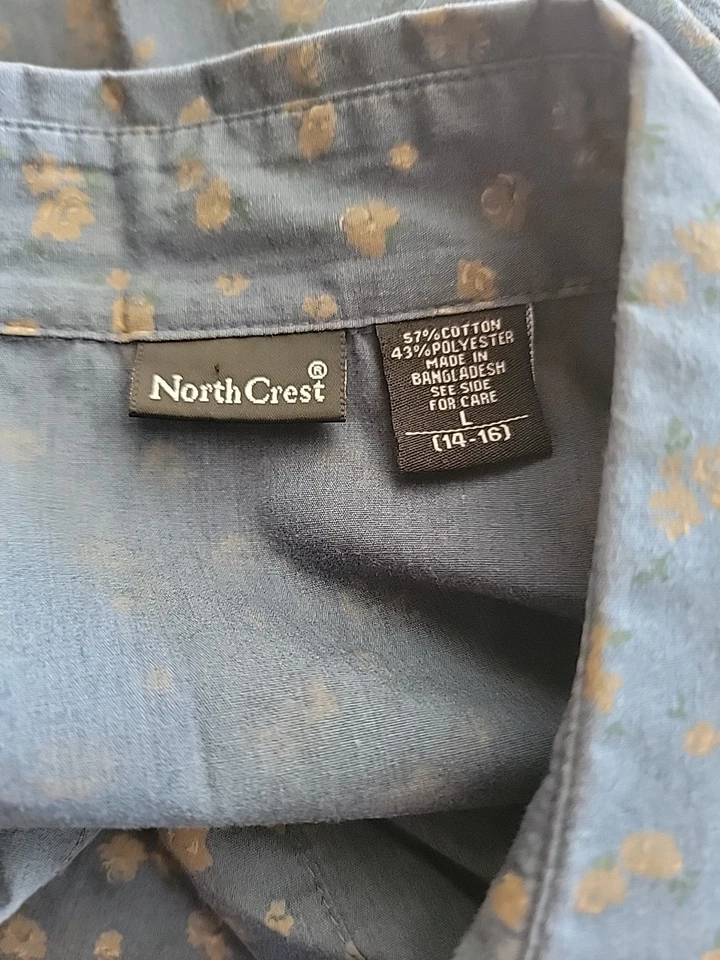 NorthCrest®
57%COTTON
43%POLYESTER
MADE IN
BANGLADESH
SEE SIDE
FOR CARE
L
(14-16)